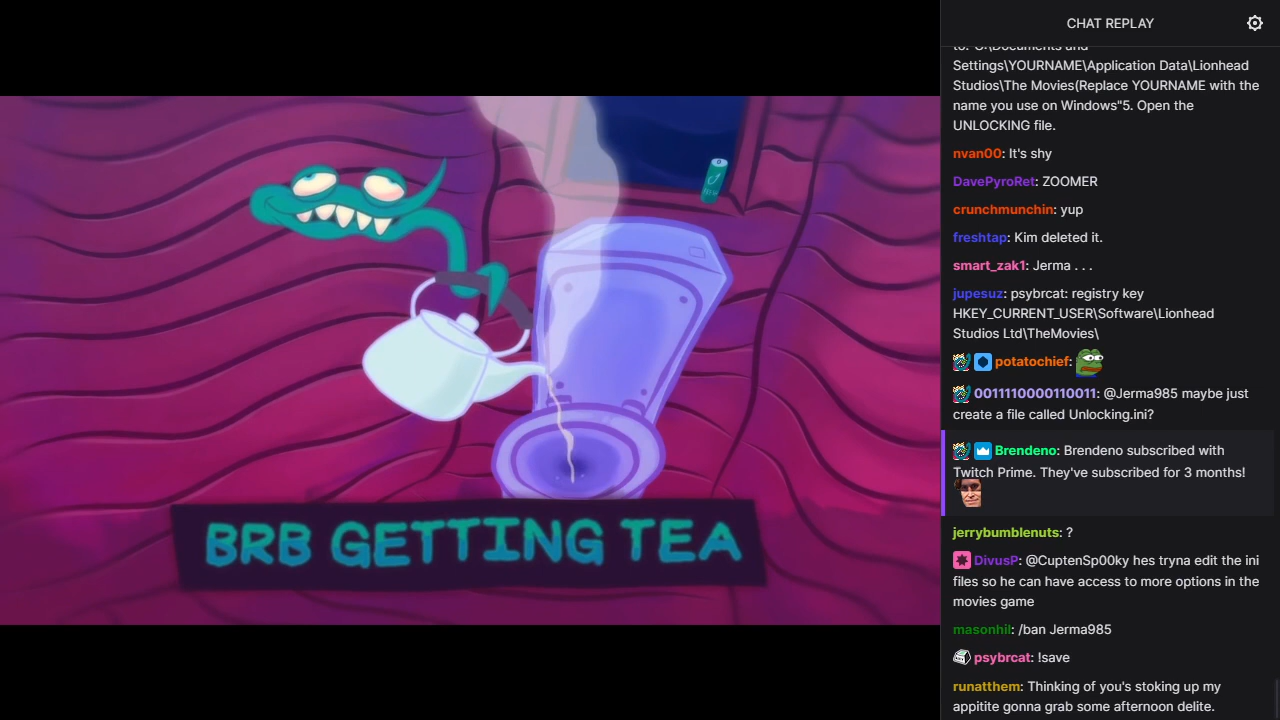 BRB GETTING TEA
CHAT REPLAY
to: C:\Documents and
Settings\YOURNAME\Application Data\Lionhead
Studios\The Movies(Replace YOURNAME with the
name you use on Windows"5. Open the
UNLOCKING file.
nvan00: It's shy
DavePyroRet: ZOOMER
crunchmunchin: yup
freshtap: Kim deleted it.
smart_zak1: Jerma . . .
jupesuz: psybrcat: registry key
HKEY_CURRENT_USER\Software\Lionhead
Studios Ltd\TheMovies\
potatochief:
0011110000110011: @Jerma985 maybe just
create a file called Unlocking.ini?
Brendeno: Brendeno subscribed with
Twitch Prime. They've subscribed for 3 months!
jerrybumblenuts: ?
DivusP: @CuptenSp00ky hes tryna edit the ini
files so he can have access to more options in the
movies game
masonhil: /ban Jerma985
psybrcat: !save
runatthem: Thinking of you's stoking up my
appitite gonna grab some afternoon delite.